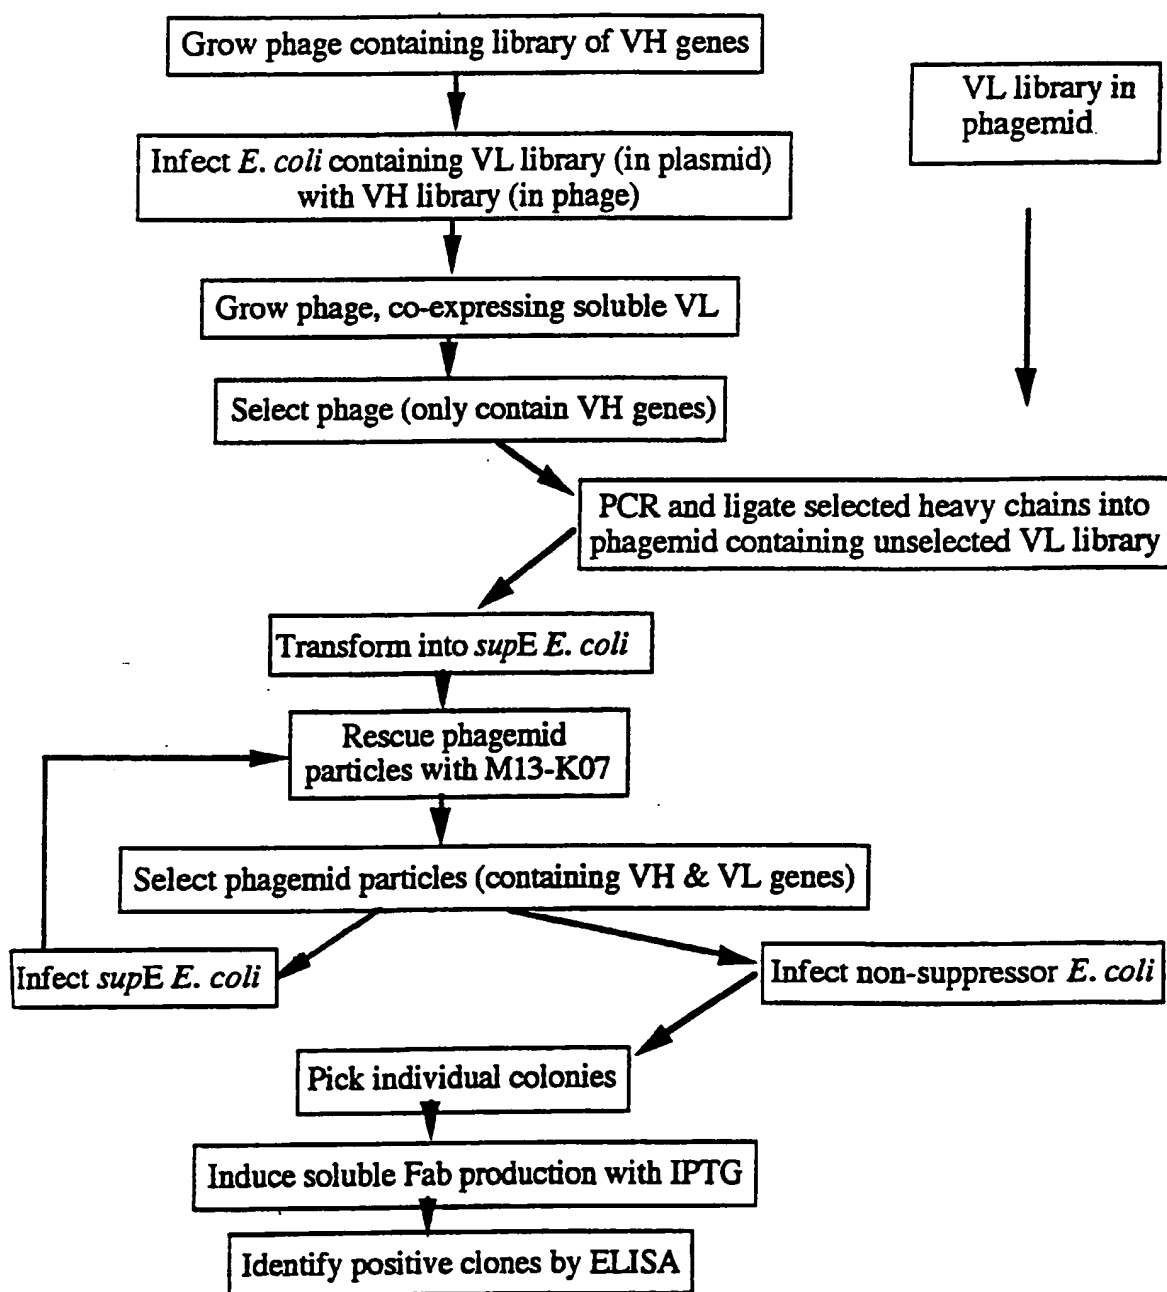 Grow phage containing library of VH genes
VL library in
phagemid
Infect E. coli containing VL library (in plasmid)
with VH library (in phage)
Grow phage, co-expressing soluble VL
Select phage (only contain VH genes)
PCR and ligate selected heavy chains into
phagemid containing unselected VL library
Transform into supE E. coli
Rescue phagemid
particles with M13-K07
Select phagemid particles (containing VH & VL genes)
Infect supE E. coli
Infect non-suppressor E. coli
Pick individual colonies
Induce soluble Fab production with IPTG
Identify positive clones by ELISA